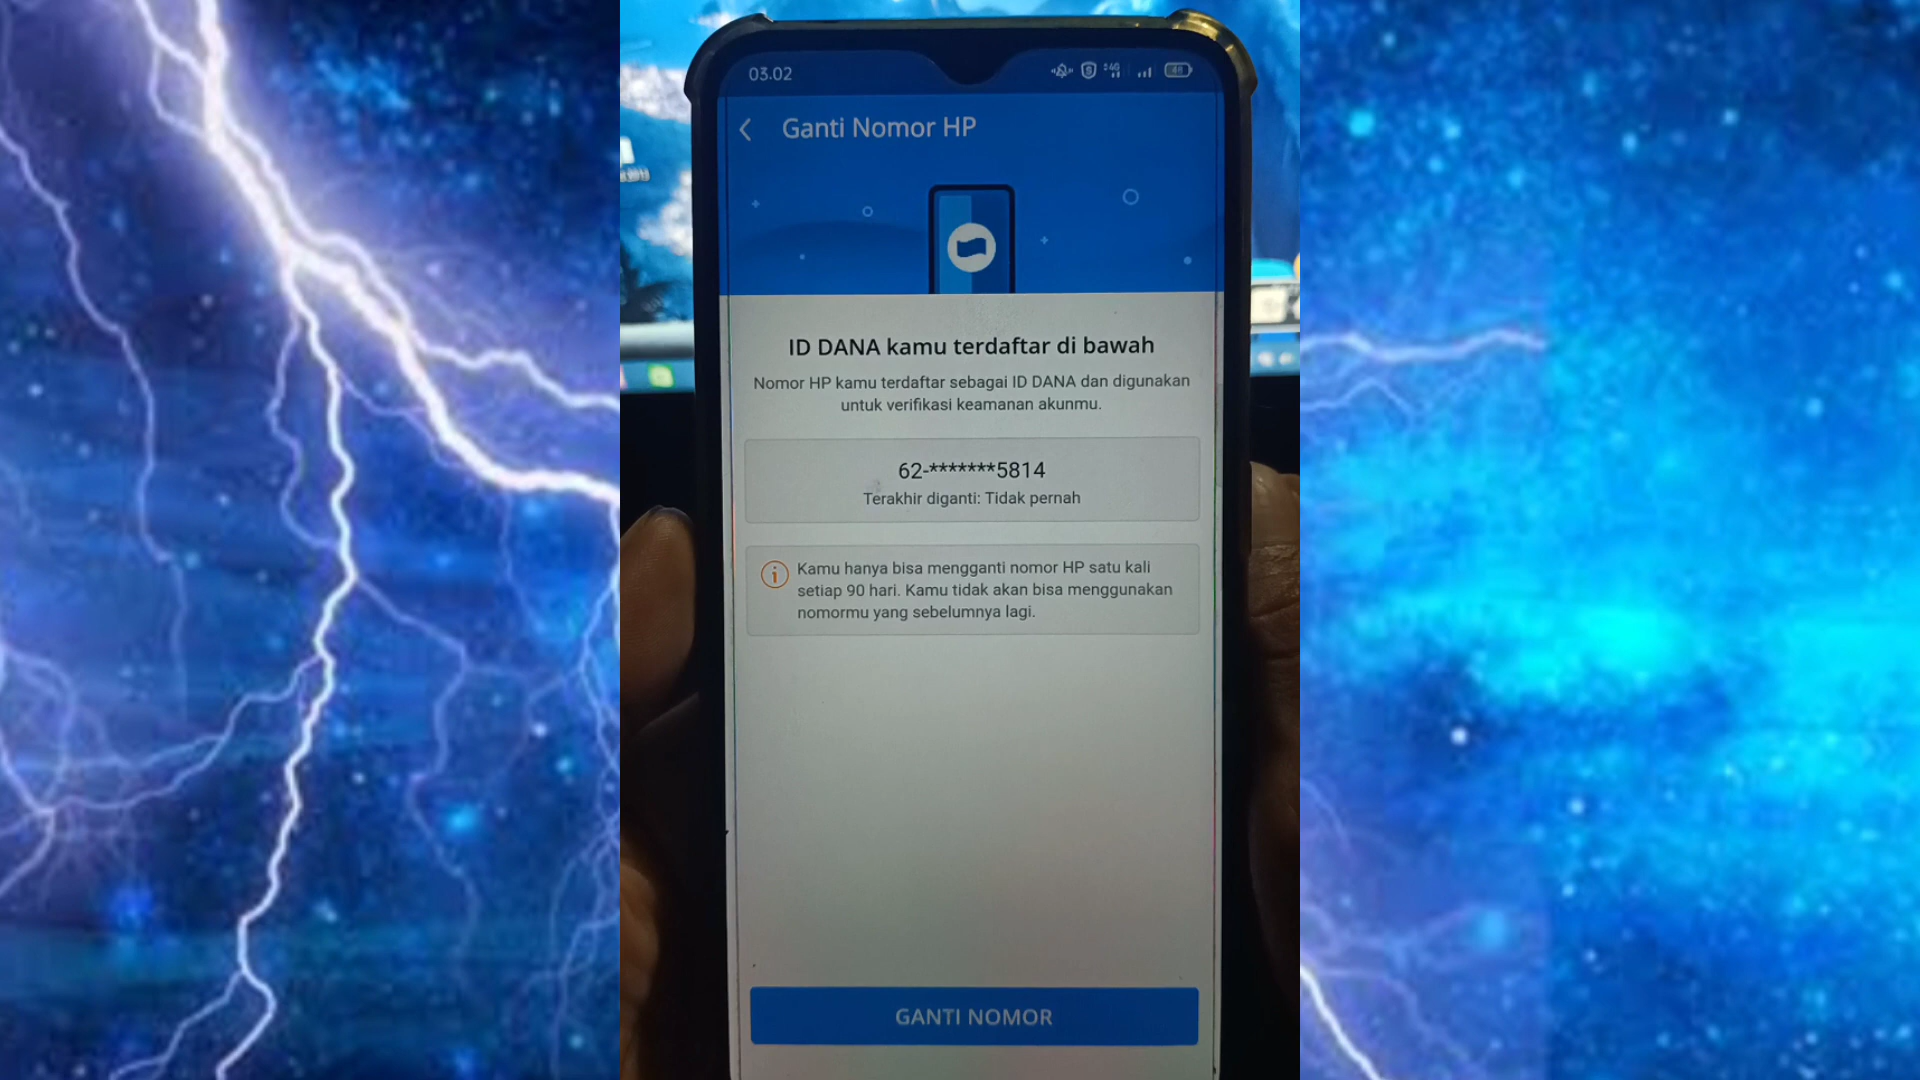 03.02
4G
48
Ganti Nomor HP
ID DANA kamu terdaftar di bawah
Nomor HP kamu terdaftar sebagai ID DANA dan digunakan
untuk verifikasi keamanan akunmu.
62-*******5814
Terakhir diganti: Tidak pernah
Kamu hanya bisa mengganti nomor HP satu kali
setiap 90 hari. Kamu tidak akan bisa menggunakan
nomormu yang sebelumnya lagi.
GANTI NOMOR